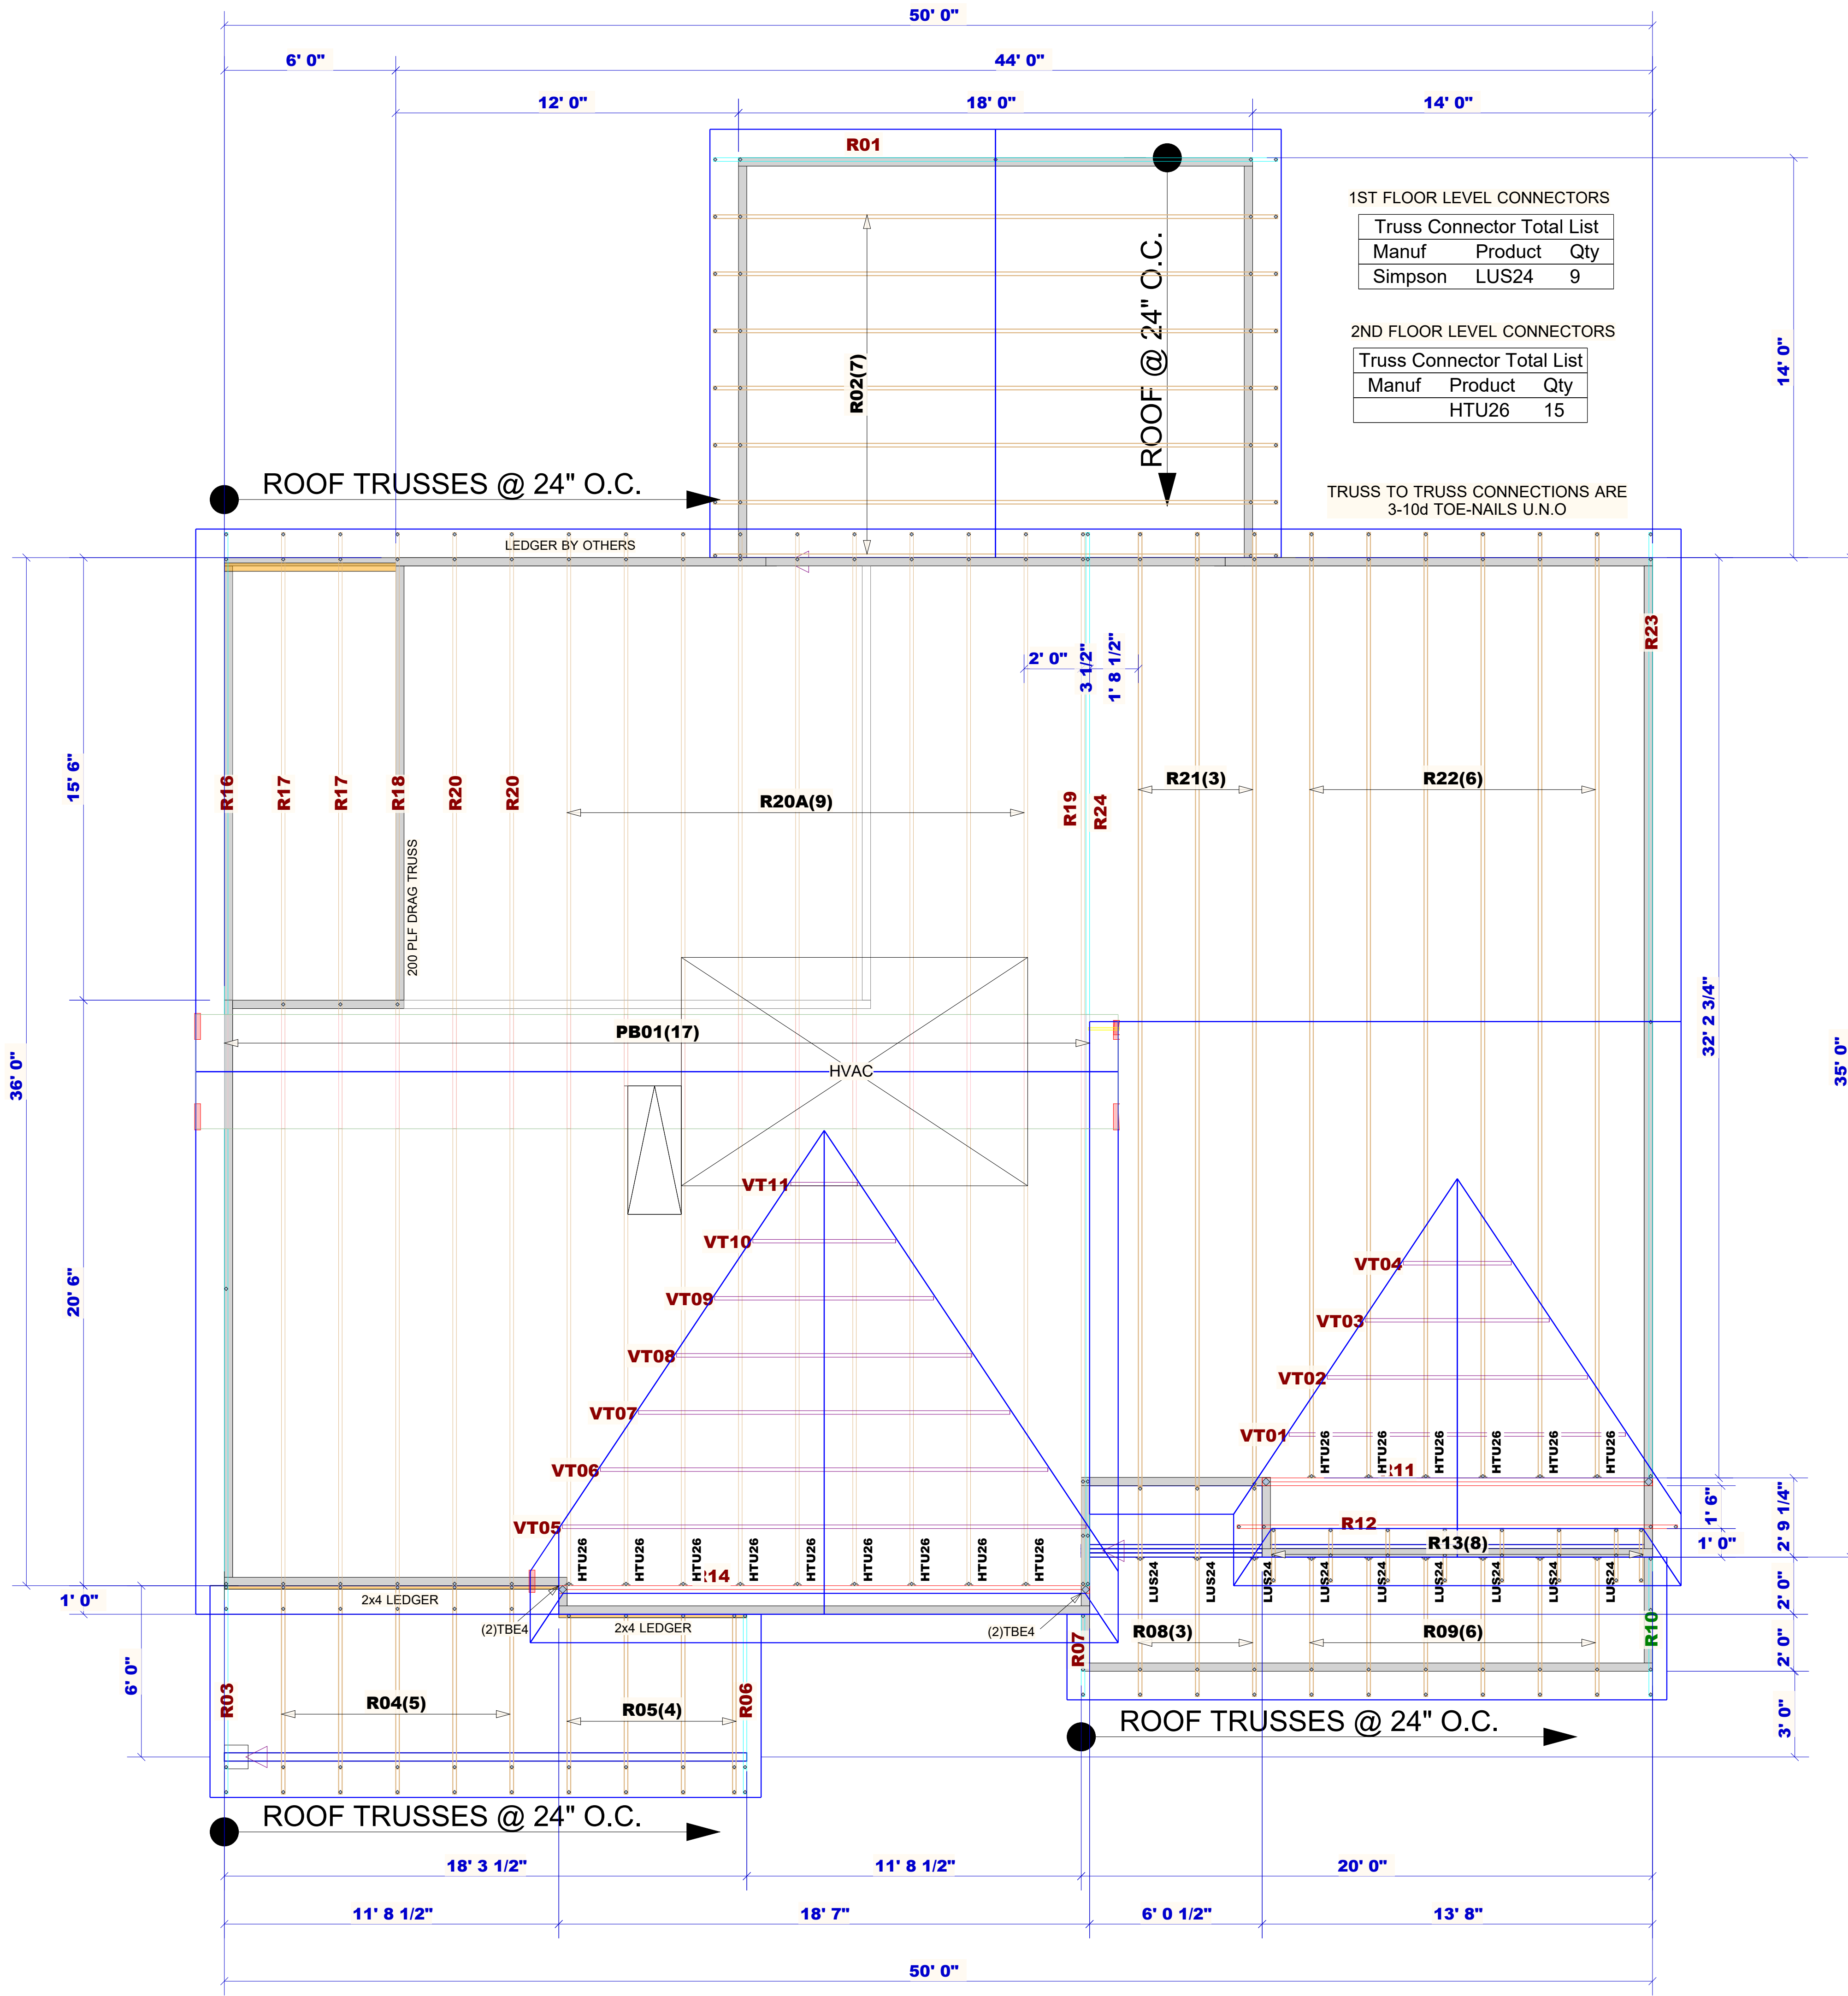 50' 0"
6' 0"
44' 0"
12' 0"
18' 0"
14' 0"
R01
1ST FLOOR LEVEL CONNECTORS
Truss Connector Total List
Manuf Product Qty
Simpson LUS24 9
2ND FLOOR LEVEL CONNECTORS
Truss Connector Total List
Manuf Product Qty
HTU26 15
R02(7)
ROOF @ 24" O.C.
14' 0"
ROOF TRUSSES @ 24" O.C.
TRUSS TO TRUSS CONNECTIONS ARE
3-10d TOE-NAILS U.N.O
LEDGER BY OTHERS
R23
2' 0"
3 1/2"
1' 8 1/2"
15' 6"
R16
R17
R17
R18
R20
R20
R20A(9)
R19
R24
R21(3)
R22(6)
200 PLF DRAG TRUSS
36' 0"
PB01(17)
HVAC
32' 2 3/4"
35' 0"
20' 6"
VT11
VT10
VT09
VT08
VT07
VT06
VT05
VT04
VT03
VT02
VT01
HTU26
HTU26
HTU26
HTU26
HTU26
HTU26
R11
R12
R13(8)
1' 6"
2' 9 1/4"
1' 0"
HTU26
HTU26
HTU26
HTU26
HTU26
HTU26
HTU26
HTU26
HTU26
R14
LUS24
LUS24
LUS24
LUS24
LUS24
LUS24
LUS24
LUS24
LUS24
1' 0"
2x4 LEDGER
(2)TBE4
2x4 LEDGER
(2)TBE4
2' 0"
R07
R08(3)
R09(6)
R10
2' 0"
6' 0"
R03
R04(5)
R05(4)
R06
ROOF TRUSSES @ 24" O.C.
3' 0"
ROOF TRUSSES @ 24" O.C.
18' 3 1/2"
11' 8 1/2"
20' 0"
11' 8 1/2"
18' 7"
6' 0 1/2"
13' 8"
50' 0"